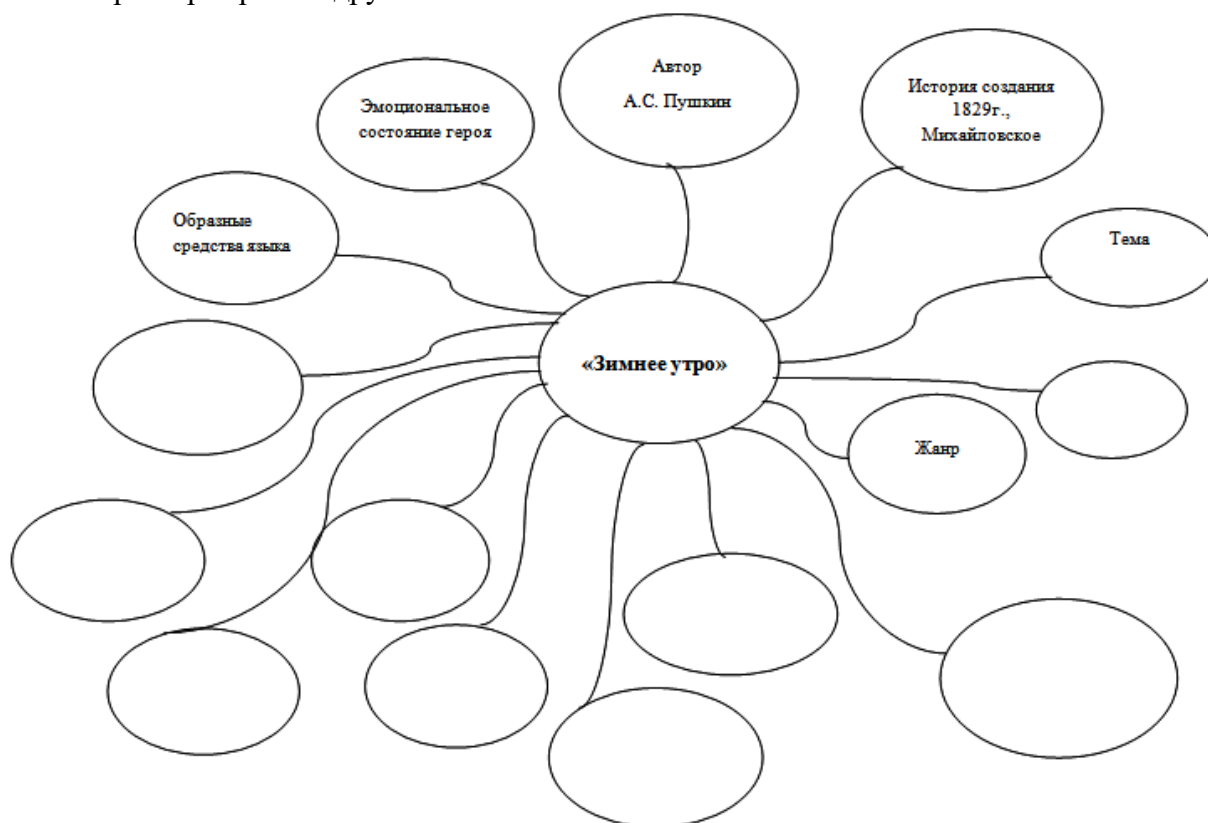 Автор
А.С. Пушкин
История создания
1829г.,
Михайловское
Эмоциональное
состояние героя
Образные
средства языка
Тема
«Зимнее утро»
Жанр